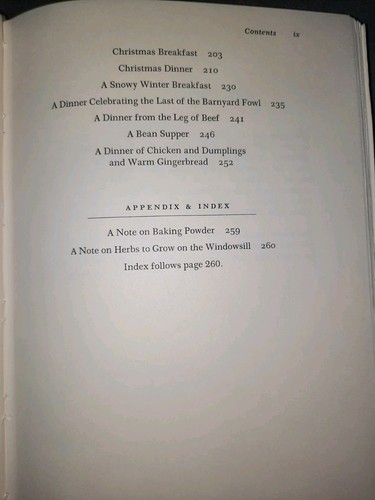 Contents ix
Christmas Breakfast 203
Christmas Dinner 210
A Snowy Winter Breakfast 230
A Dinner Celebrating the Last of the Barnyard Fowl 235
A Dinner from the Leg of Beef 241
A Bean Supper 246
A Dinner of Chicken and Dumplings
and Warm Gingerbread 252
APPENDIX & INDEX
A Note on Baking Powder 259
A Note on Herbs to Grow on the Windowsill 260
Index follows page 260.